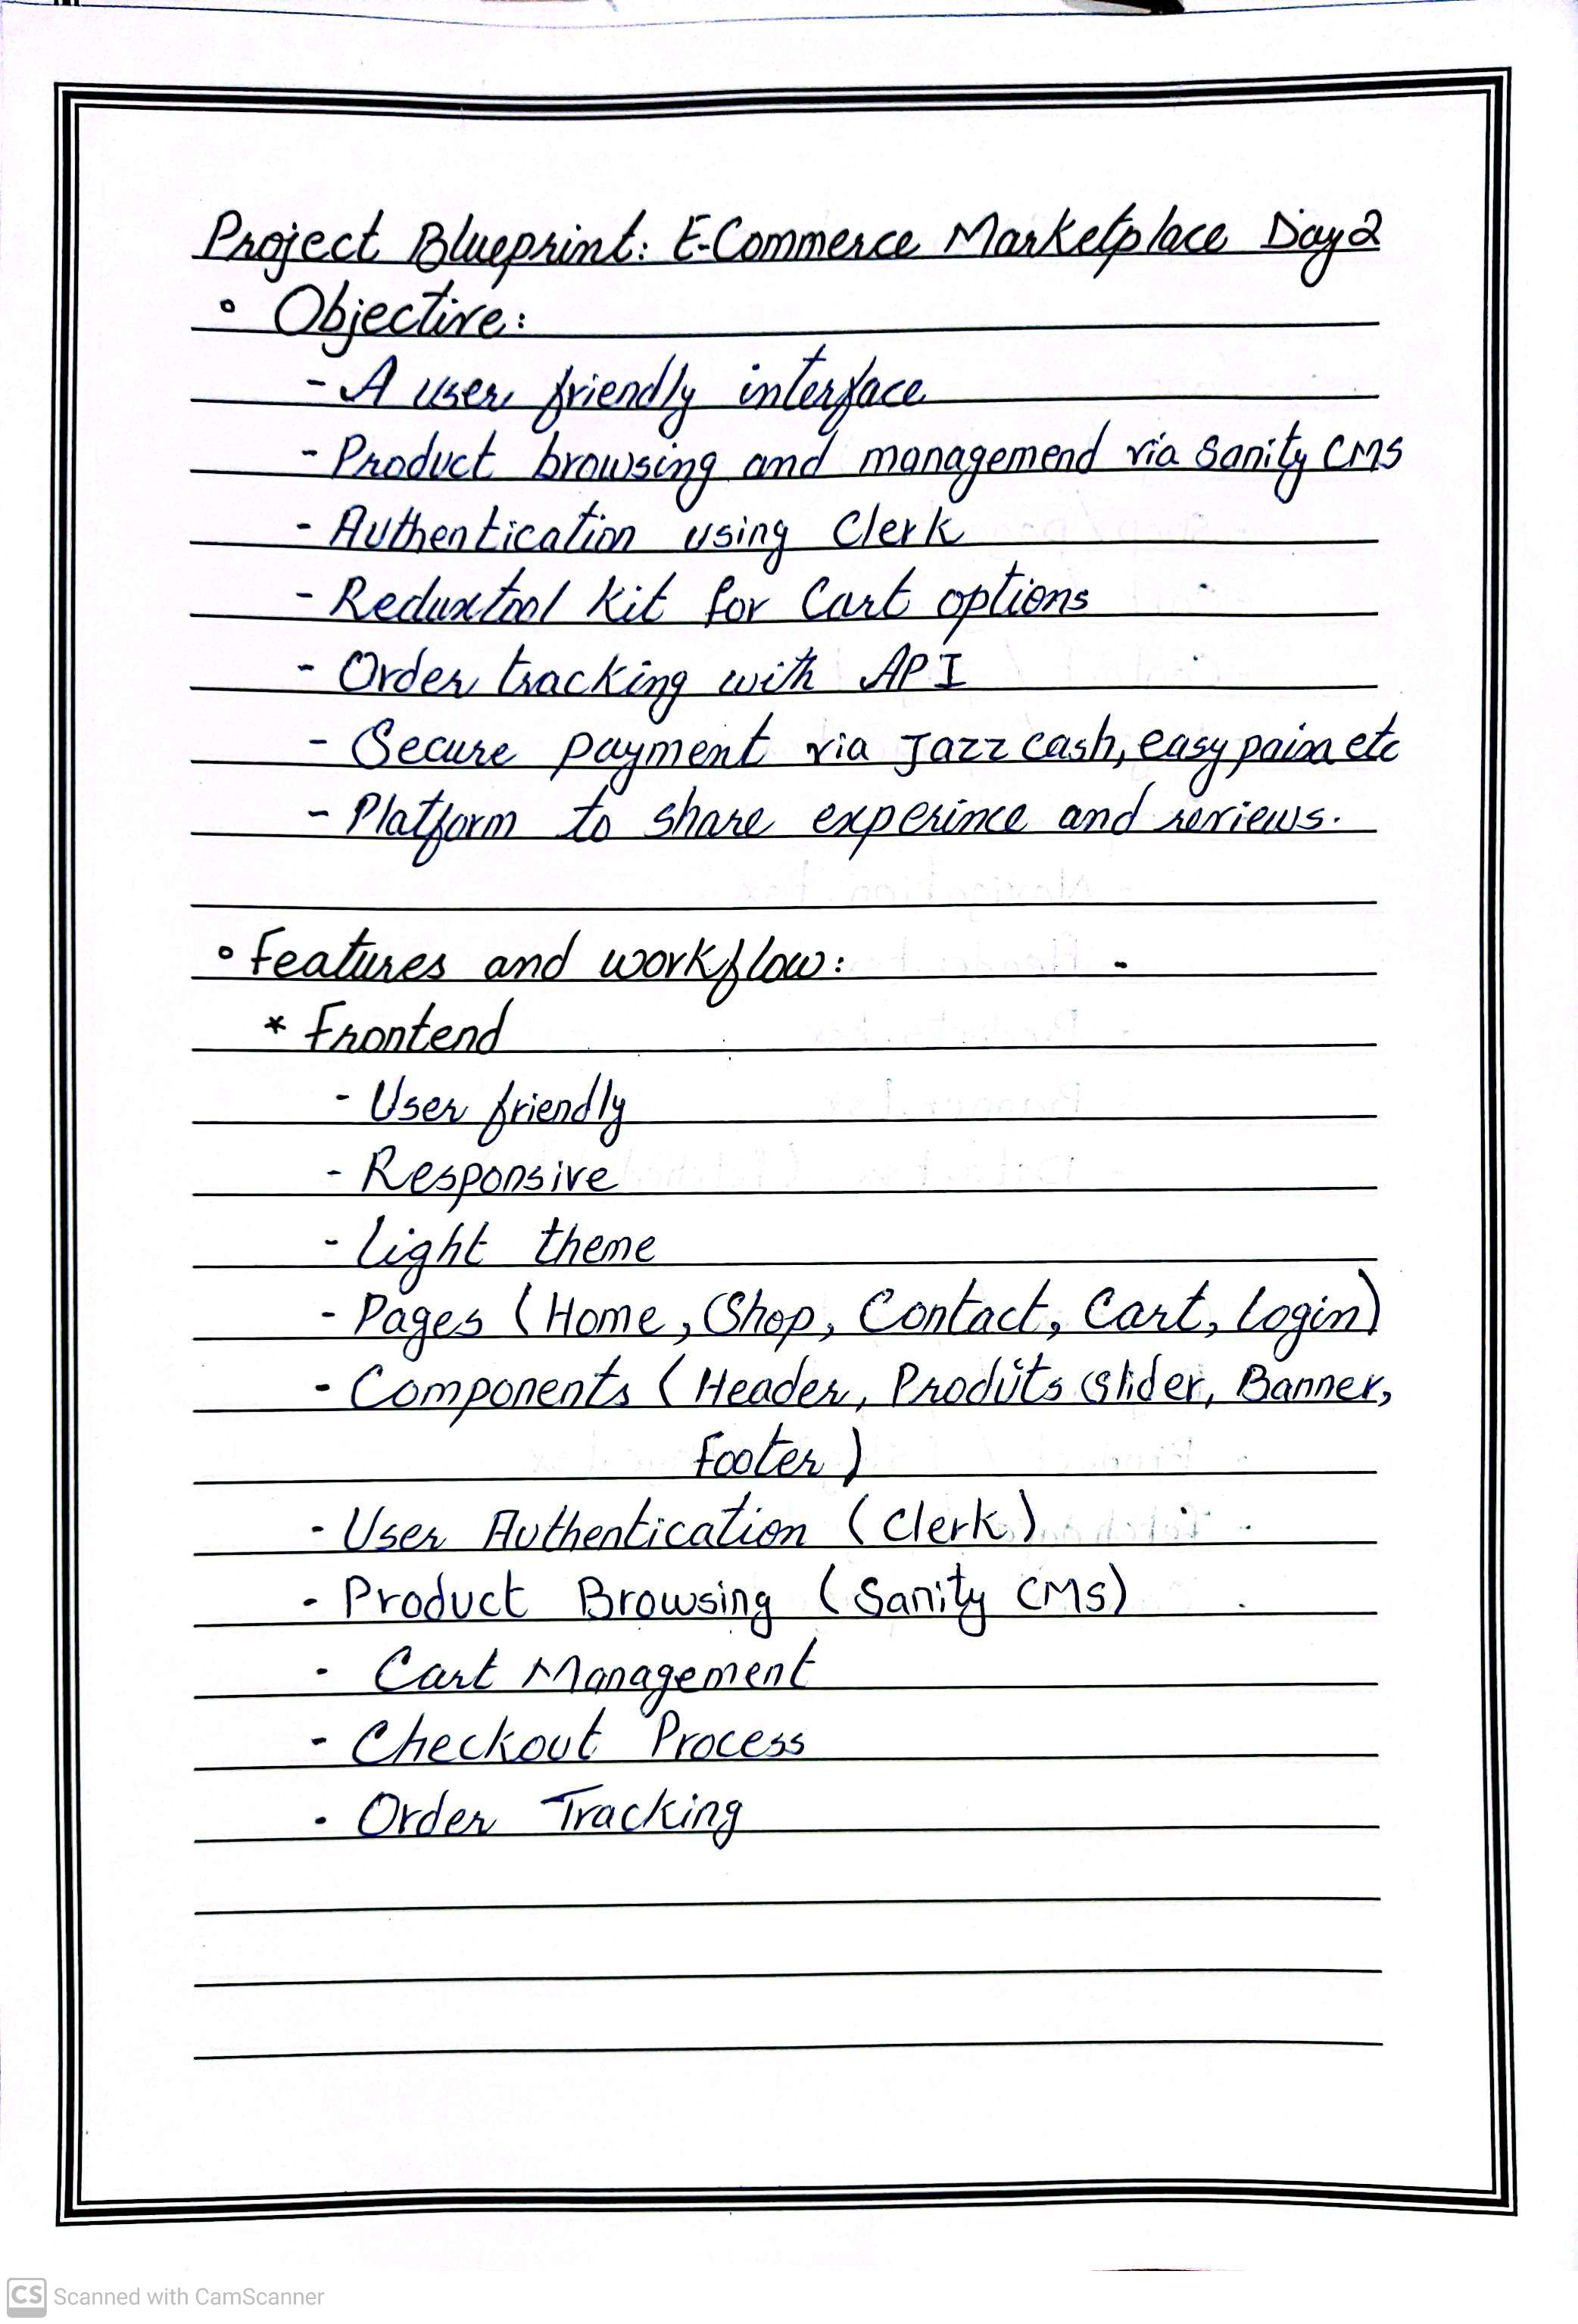 Project Blueprint: E-Commerce Marketplace Day 2
• Objective:
- A user friendly interface
- Product browsing and managemend via Sanity CMS
- Authentication using Clerk
- Reduxtool kit for Cart options
- Order tracking with API
- Secure payment via Jazz cash, easy paisa etc
- Platform to share experince and reviews.
• Features and workflow:
* Frontend
- User friendly
- Responsive
- Light theme
- Pages (Home, Shop, Contact, Cart, Login)
- Components (Header, Products slider, Banner,
Footer)
- User Authentication (Clerk)
- Product Browsing (Sanity CMS)
- Cart Management
- Checkout Process
- Order Tracking
CS Scanned with CamScanner